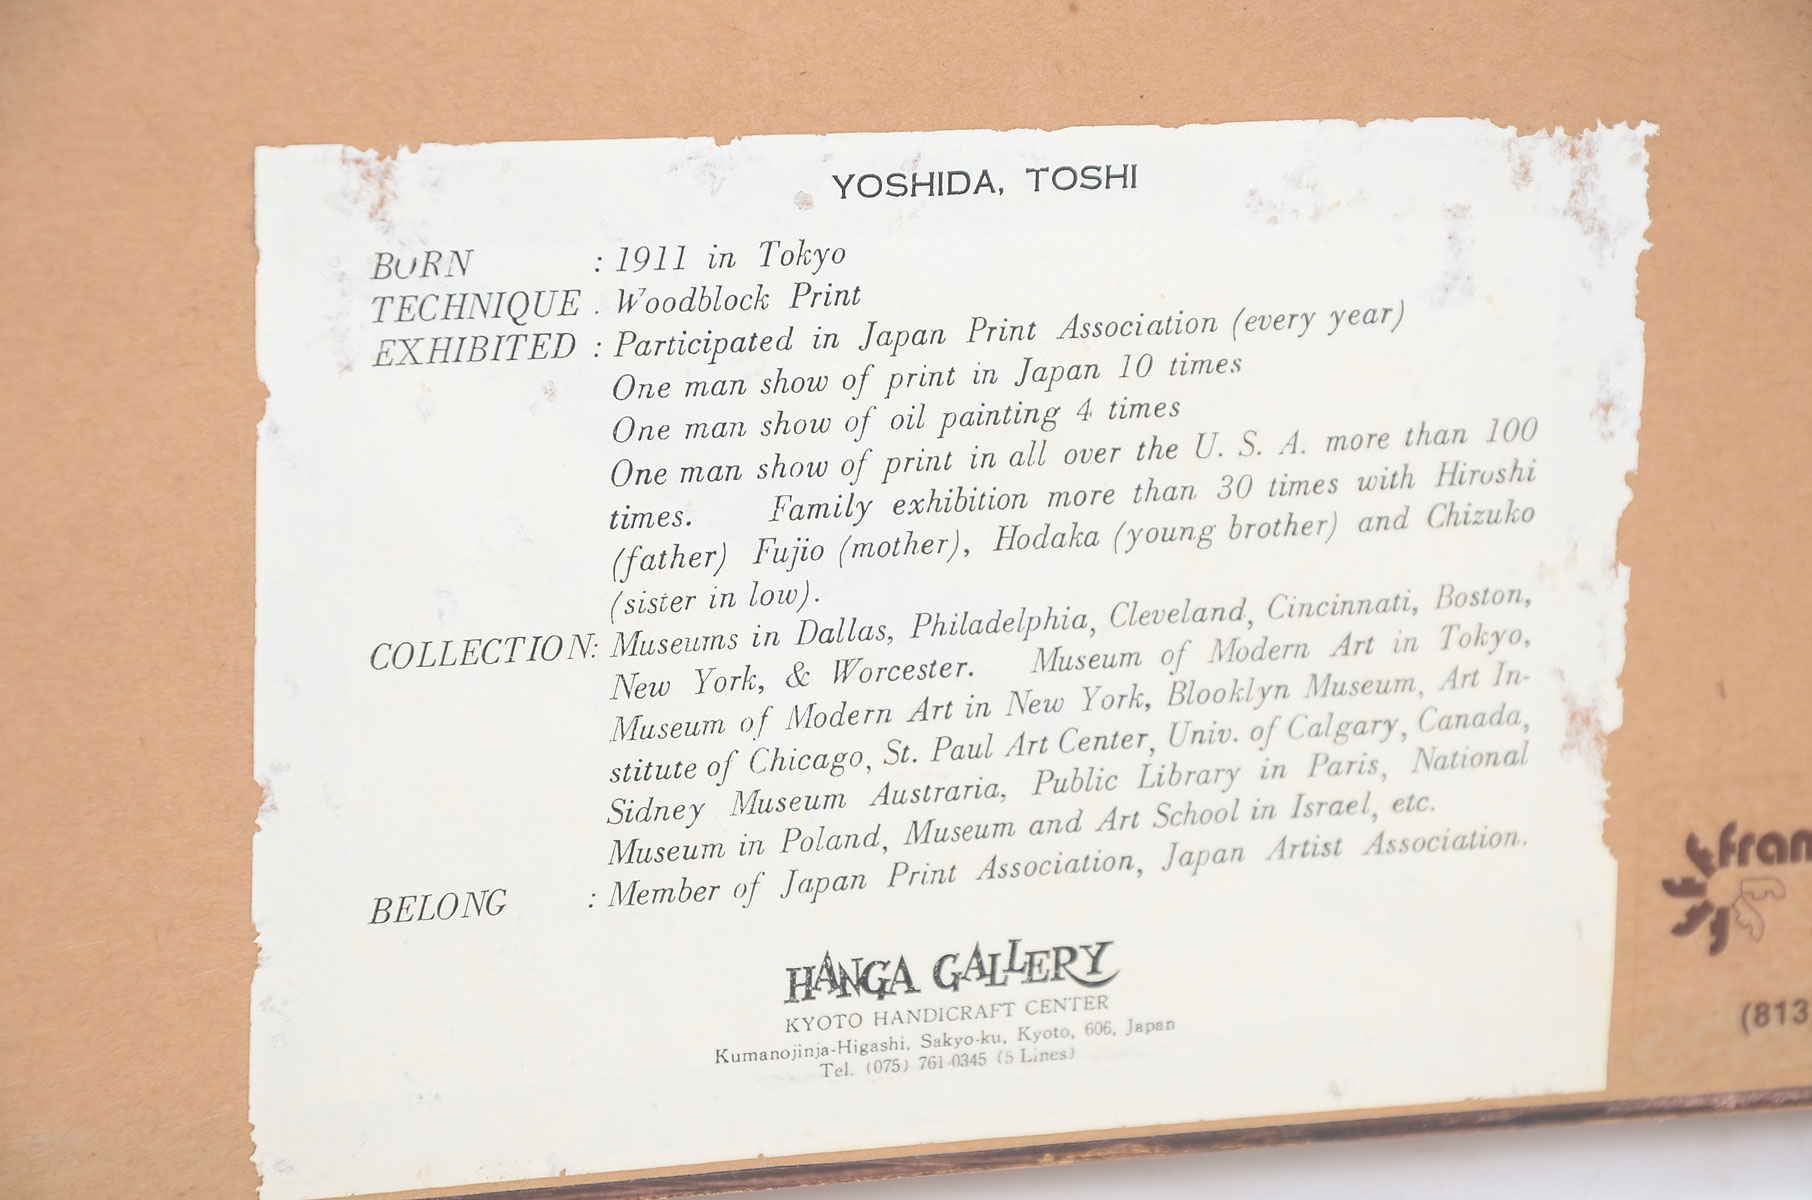 YOSHIDA, TOSHI
BORN : 1911 in Tokyo
TECHNIQUE : Woodblock Print
EXHIBITED : Participated in Japan Print Association (every year)
One man show of print in Japan 10 times
One man show of oil painting 4 times
One man show of print in all over the U. S. A. more than 100
times. Family exhibition more than 30 times with Hiroshi
(father) Fujio (mother), Hodaka (young brother) and Chizuko
(sister in low).
COLLECTION: Museums in Dallas, Philadelphia, Cleveland, Cincinnati, Boston,
New York, & Worcester. Museum of Modern Art in Tokyo,
Museum of Modern Art in New York, Blooklyn Museum, Art In-
stitute of Chicago, St. Paul Art Center, Univ. of Calgary, Canada,
Sidney Museum Austraria, Public Library in Paris, National
Museum in Poland, Museum and Art School in Israel, etc.
BELONG : Member of Japan Print Association, Japan Artist Association.
HANGA GALLERY
KYOTO HANDICRAFT CENTER
Kumanojinja-Higashi, Sakyo-ku, Kyoto, 606, Japan
Tel. (075) 761-0345 (5 Lines)
fram
(813